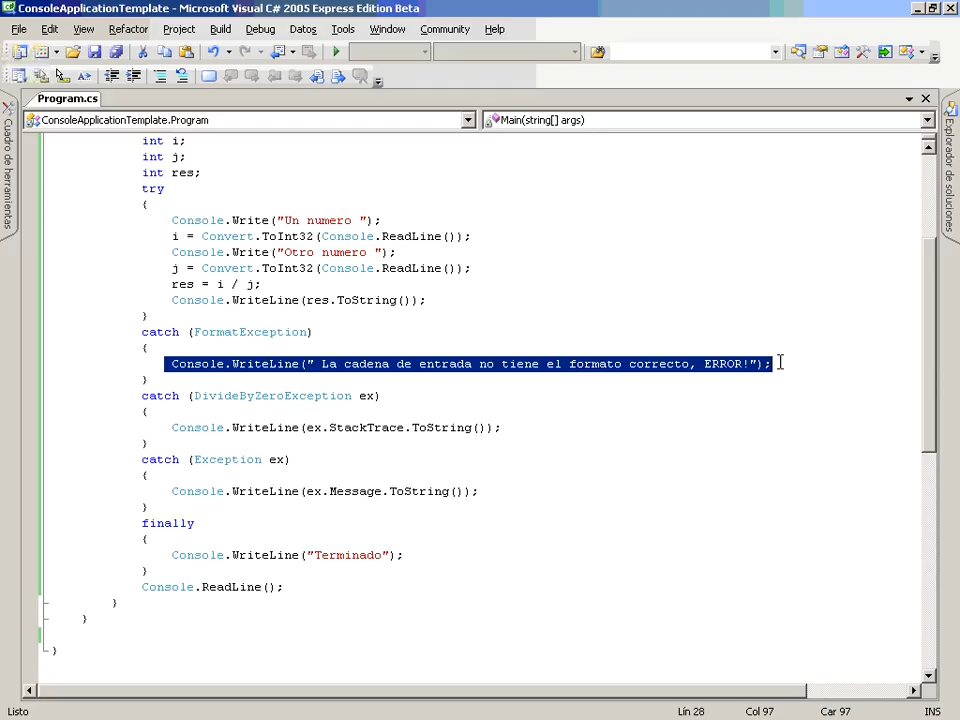 ConsoleApplicationTemplate - Microsoft Visual C# 2005 Express Edition Beta
File Edit View Refactor Project Build Debug Datos Tools Window Community Help
Program.cs
ConsoleApplicationTemplate.Program Main(string[] args)
Cuadro de herramientas
Explorador de soluciones
int i;
int j;
int res;
try
{
Console.Write("Un numero ");
i = Convert.ToInt32(Console.ReadLine());
Console.Write("Otro numero ");
j = Convert.ToInt32(Console.ReadLine());
res = i / j;
Console.WriteLine(res.ToString());
}
catch (FormatException)
{
Console.WriteLine(" La cadena de entrada no tiene el formato correcto, ERROR!");
}
catch (DivideByZeroException ex)
{
Console.WriteLine(ex.StackTrace.ToString());
}
catch (Exception ex)
{
Console.WriteLine(ex.Message.ToString());
}
finally
{
Console.WriteLine("Terminado");
}
Console.ReadLine();
}
}
}
Listo Lín 28 Col 97 Car 97 INS